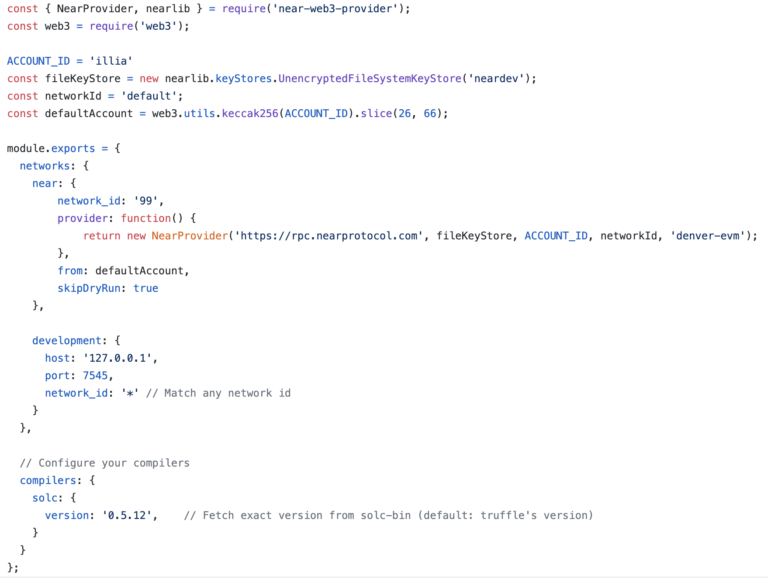 const { NearProvider, nearlib } = require('near-web3-provider');
const web3 = require('web3');

ACCOUNT_ID = 'illia'
const fileKeyStore = new nearlib.keyStores.UnencryptedFileSystemKeyStore('neardev');
const networkId = 'default';
const defaultAccount = web3.utils.keccak256(ACCOUNT_ID).slice(26, 66);

module.exports = {
  networks: {
    near: {
        network_id: '99',
        provider: function() {
            return new NearProvider('https://rpc.nearprotocol.com', fileKeyStore, ACCOUNT_ID, networkId, 'denver-evm');
        },
        from: defaultAccount,
        skipDryRun: true
    },

    development: {
      host: '127.0.0.1',
      port: 7545,
      network_id: '*' // Match any network id
    }
  },

  // Configure your compilers
  compilers: {
    solc: {
      version: '0.5.12',    // Fetch exact version from solc-bin (default: truffle's version)
    }
  }
};